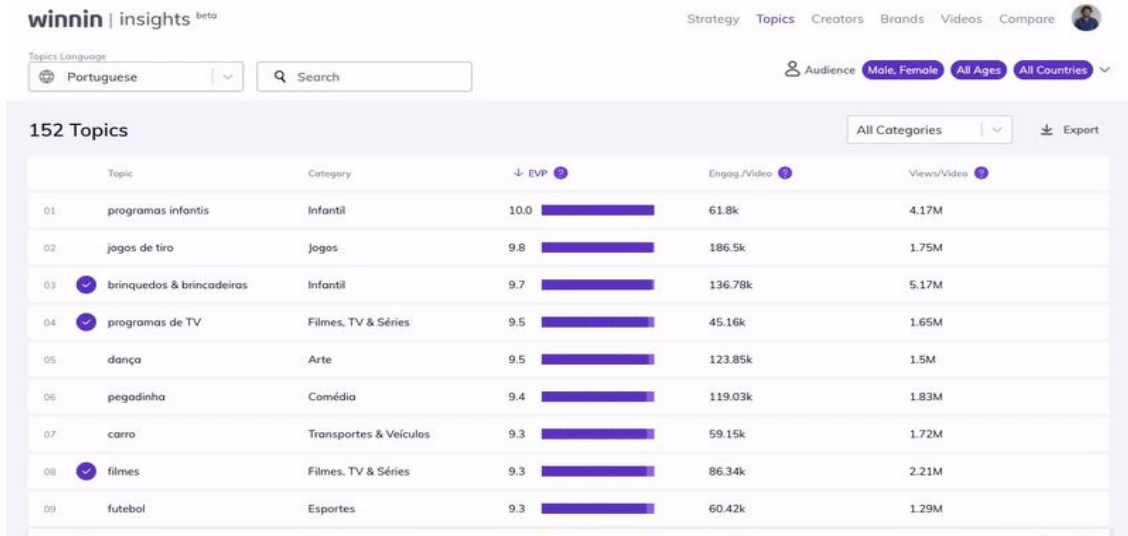 winnin | insights beta
Strategy Topics Creators Brands Videos Compare
Topics Language
Portuguese
Search
Audience Male, Female All Ages All Countries
152 Topics
All Categories
Export
Topic Category EVP ? Engag./Video ? Views/Video ?
01 programas infantis Infantil 10.0 61.8k 4.17M
02 jogos de tiro Jogos 9.8 186.5k 1.75M
03 brinquedos & brincadeiras Infantil 9.7 136.78k 5.17M
04 programas de TV Filmes, TV & Séries 9.5 45.16k 1.65M
05 dança Arte 9.5 123.85k 1.5M
06 pegadinha Comédia 9.4 119.03k 1.83M
07 carro Transportes & Veículos 9.3 59.15k 1.72M
08 filmes Filmes, TV & Séries 9.3 86.34k 2.21M
09 futebol Esportes 9.3 60.42k 1.29M